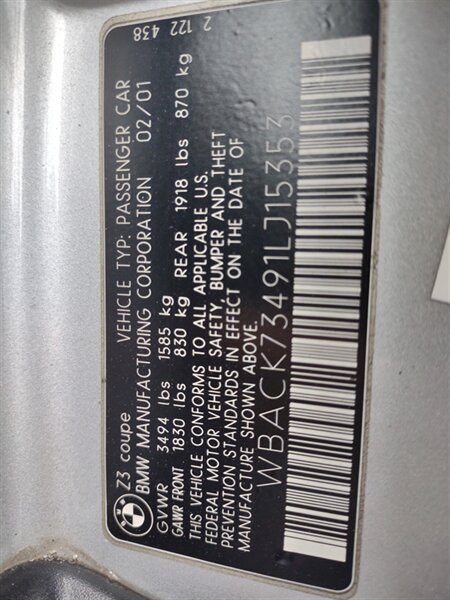 Z3 coupe VEHICLE TYP: PASSENGER CAR 2 122 438
BMW MANUFACTURING CORPORATION 02/01
GVWR 3494 lbs 1585 kg
GAWR FRONT 1830 lbs 830 kg REAR 1918 lbs 870 kg
THIS VEHICLE CONFORMS TO ALL APPLICABLE U.S.
FEDERAL MOTOR VEHICLE SAFETY, BUMPER AND THEFT
PREVENTION STANDARDS IN EFFECT ON THE DATE OF
MANUFACTURE SHOWN ABOVE.
WBACK73491LJ15353